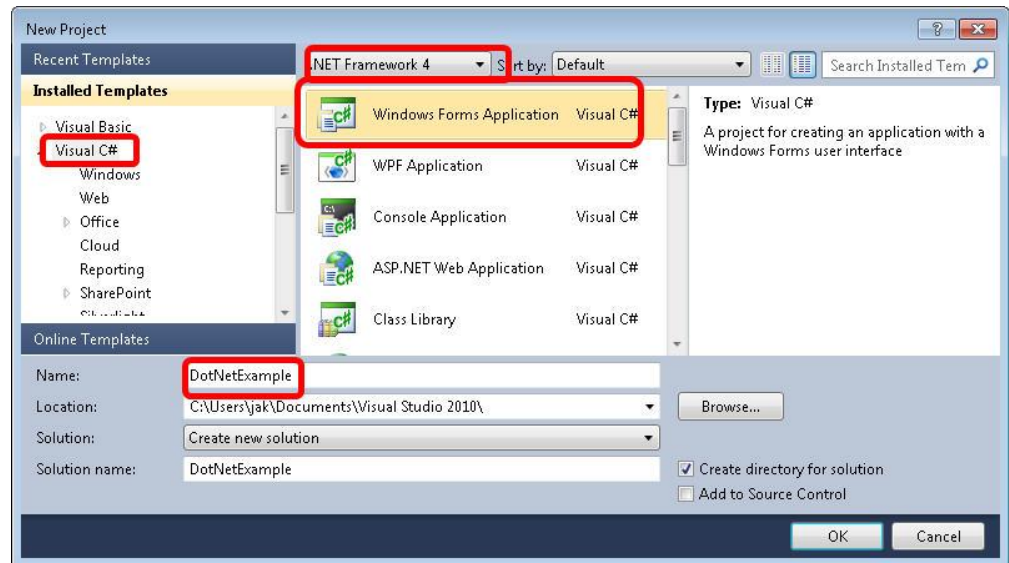 New Project
Recent Templates
.NET Framework 4
Sort by:
Default
Search Installed Tem
Installed Templates
Visual Basic
Visual C#
Windows
Web
Office
Cloud
Reporting
SharePoint
Windows Forms Application Visual C#
WPF Application Visual C#
Console Application Visual C#
ASP.NET Web Application Visual C#
Class Library Visual C#
Type: Visual C#
A project for creating an application with a
Windows Forms user interface
Online Templates
Name: DotNetExample
Location: C:\Users\jak\Documents\Visual Studio 2010\
Browse...
Solution: Create new solution
Solution name: DotNetExample
Create directory for solution
Add to Source Control
OK Cancel